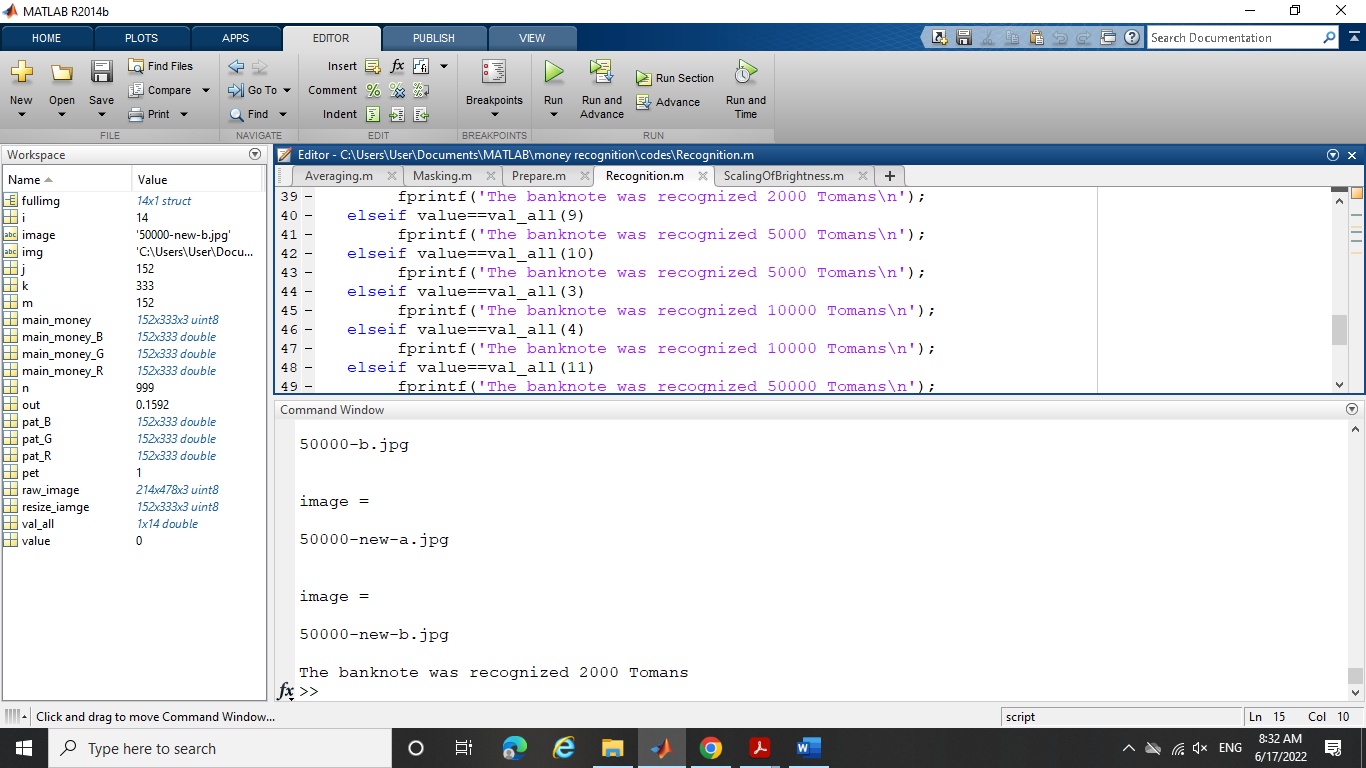 MATLAB R2014b
HOME PLOTS APPS EDITOR PUBLISH VIEW
Search Documentation
New Open Save Find Files Compare Print
Go To Find
Insert fx
Comment
Indent
Breakpoints
Run Run and Advance Run Section Advance Run and Time
FILE NAVIGATE EDIT BREAKPOINTS RUN
Workspace
Name Value
fullimg 14x1 struct
i 14
image '50000-new-b.jpg'
img 'C:\Users\User\Docu...
j 152
k 333
m 152
main_money 152x333x3 uint8
main_money_B 152x333 double
main_money_G 152x333 double
main_money_R 152x333 double
n 999
out 0.1592
pat_B 152x333 double
pat_G 152x333 double
pat_R 152x333 double
pet 1
raw_image 214x478x3 uint8
resize_iamge 152x333x3 uint8
val_all 1x14 double
value 0
Editor - C:\Users\User\Documents\MATLAB\money recognition\codes\Recognition.m
Averaging.m Masking.m Prepare.m Recognition.m ScalingOfBrightness.m
39 - fprintf('The banknote was recognized 2000 Tomans\n');
40 - elseif value==val_all(9)
41 - fprintf('The banknote was recognized 5000 Tomans\n');
42 - elseif value==val_all(10)
43 - fprintf('The banknote was recognized 5000 Tomans\n');
44 - elseif value==val_all(3)
45 - fprintf('The banknote was recognized 10000 Tomans\n');
46 - elseif value==val_all(4)
47 - fprintf('The banknote was recognized 10000 Tomans\n');
48 - elseif value==val_all(11)
49 - fprintf('The banknote was recognized 50000 Tomans\n');
Command Window
50000-b.jpg
image =
50000-new-a.jpg
image =
50000-new-b.jpg
The banknote was recognized 2000 Tomans
fx >>
Click and drag to move Command Window...
script
Ln 15 Col 10
Type here to search
ENG
8:32 AM
6/17/2022